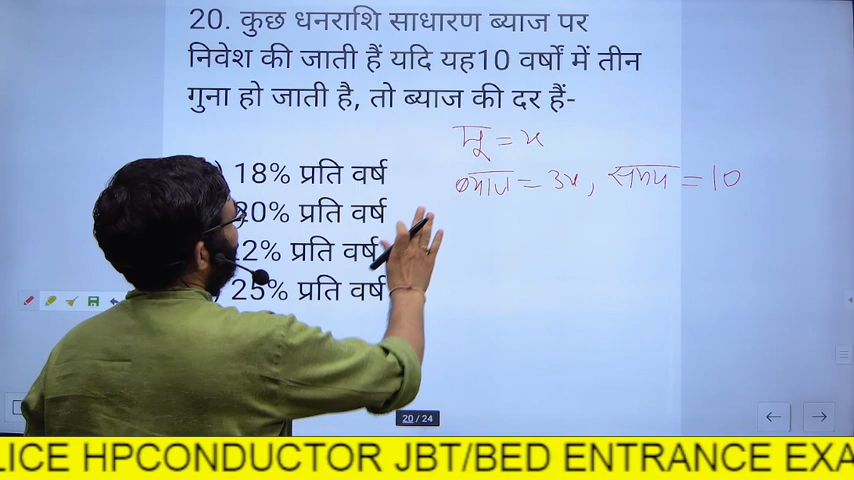 20. कुछ धनराशि साधारण ब्याज पर
निवेश की जाती हैं यदि यह10 वर्षों में तीन
गुना हो जाती है, तो ब्याज की दर हैं-
मू = x
ब्याज = 3x, समय = 10
18% प्रति वर्ष
20% प्रति वर्ष
22% प्रति वर्ष
25% प्रति वर्ष
20 / 24
LICE HPCONDUCTOR JBT/BED ENTRANCE EXA